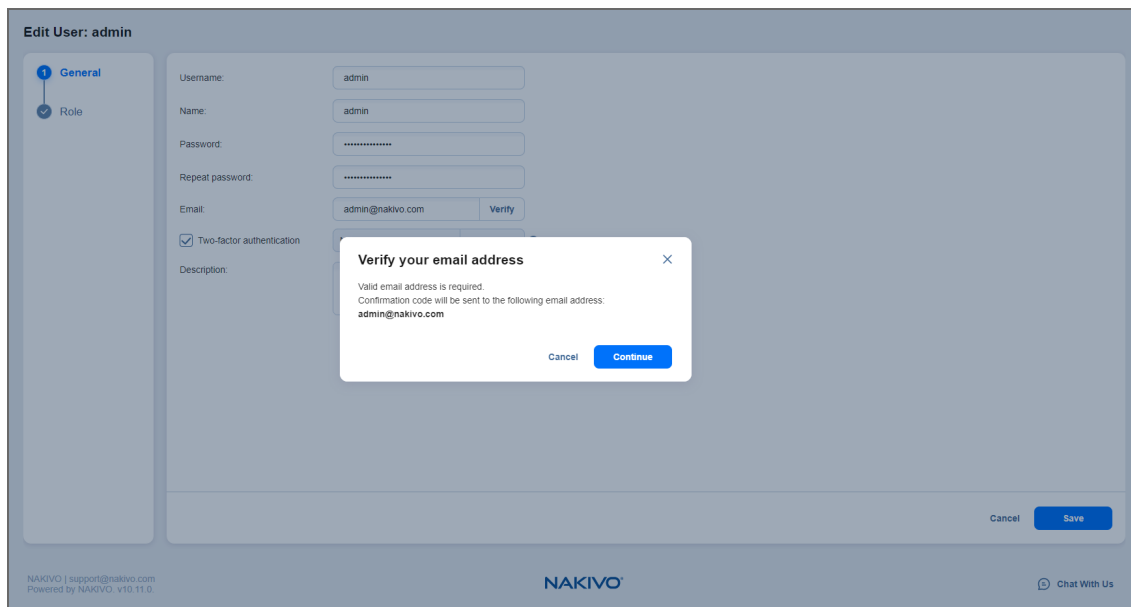 Edit User: admin
1 General
Role
Username: admin
Name: admin
Password: •••••••••••••••
Repeat password: •••••••••••••••
Email: admin@nakivo.com Verify
Two-factor authentication
Description:
Verify your email address
Valid email address is required.
Confirmation code will be sent to the following email address:
admin@nakivo.com
Cancel Continue
Cancel Save
NAKIVO | support@nakivo.com
Powered by NAKIVO. v10.11.0.
NAKIVO
Chat With Us